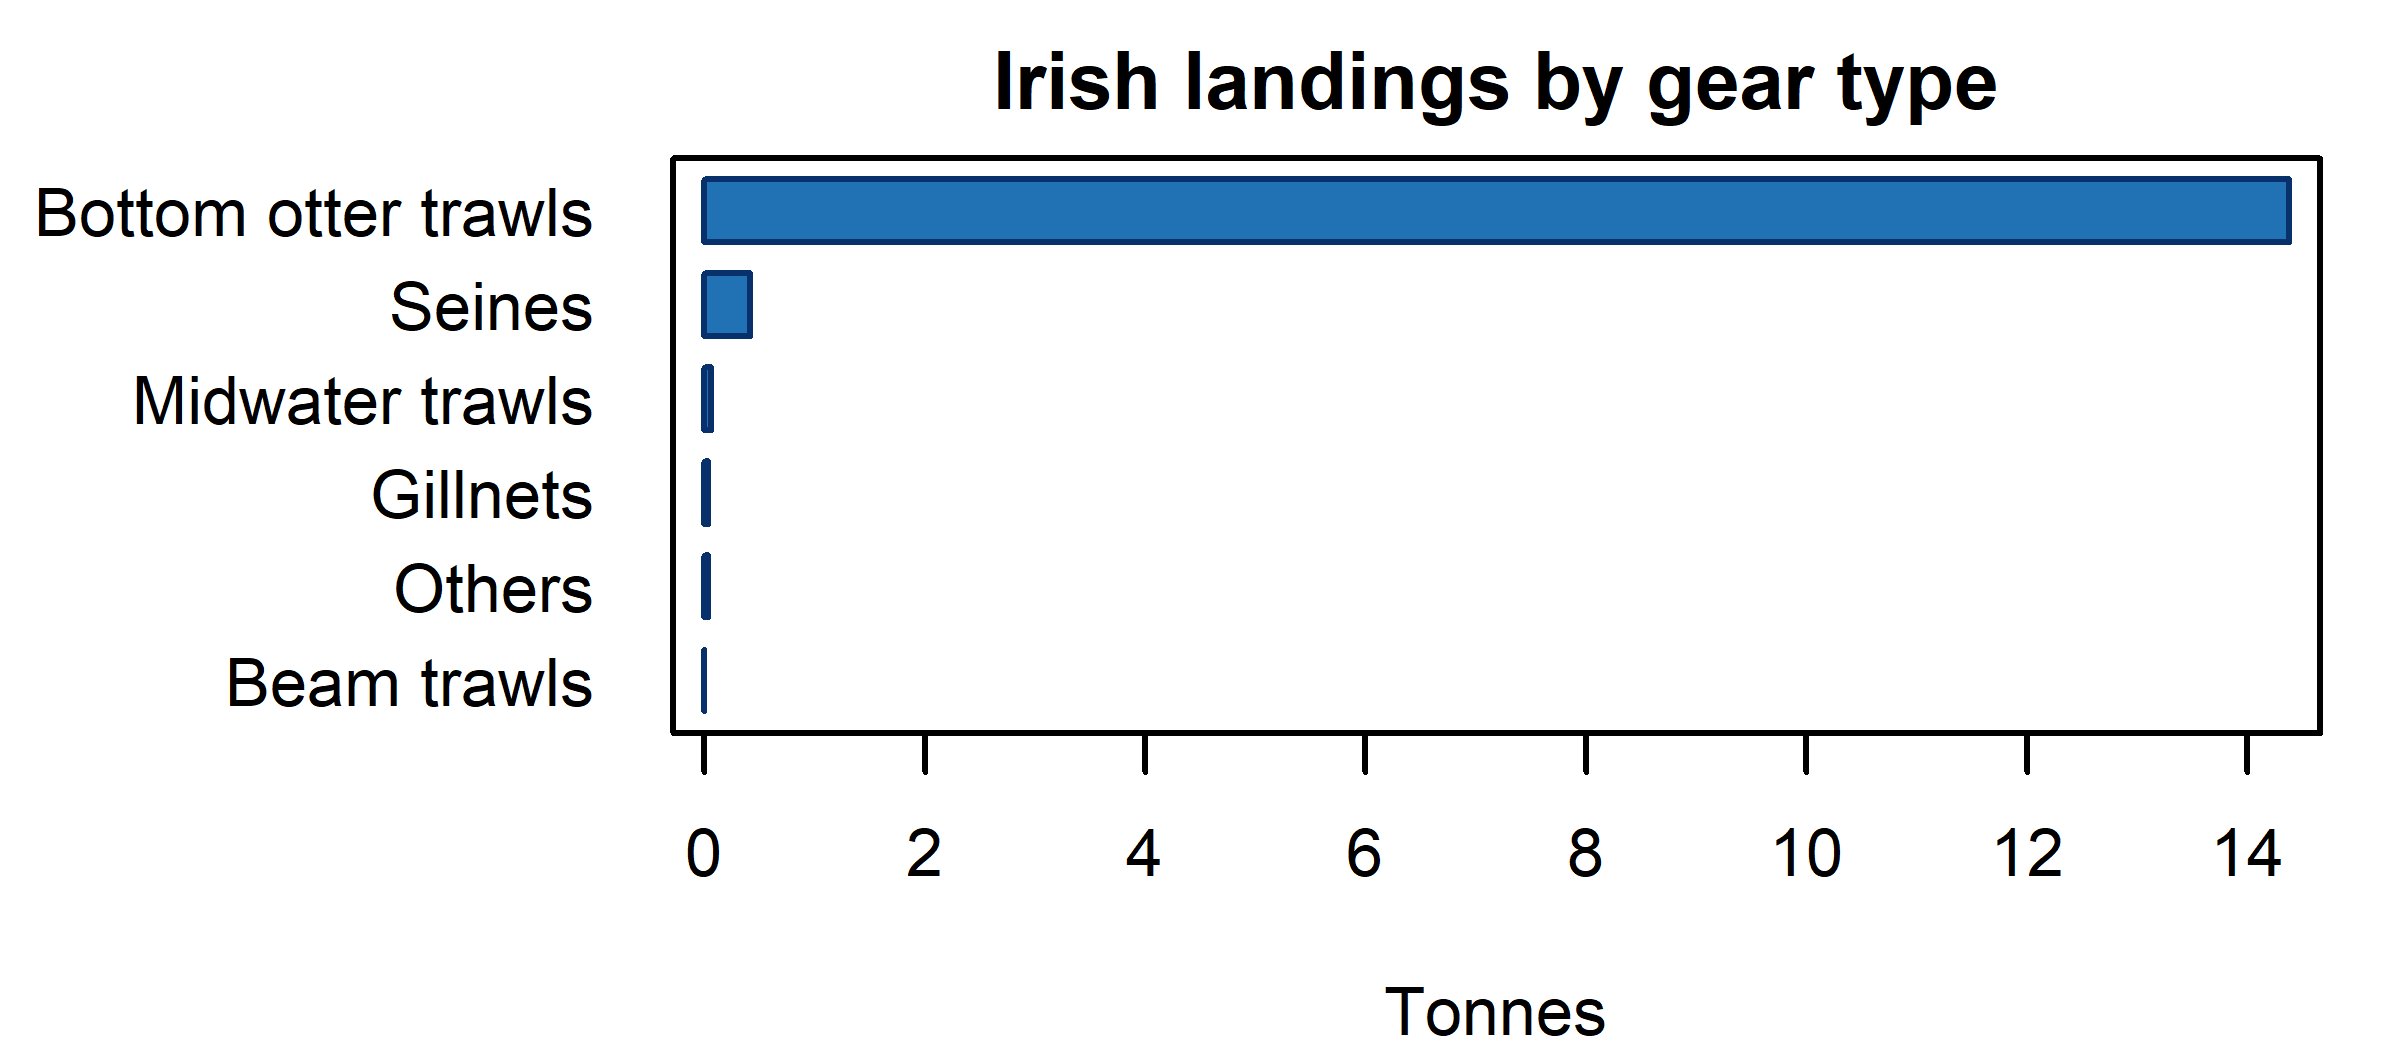 Irish landings by gear type
Bottom otter trawls
Seines
Midwater trawls
Gillnets
Others
Beam trawls
0 2 4 6 8 10 12 14
Tonnes